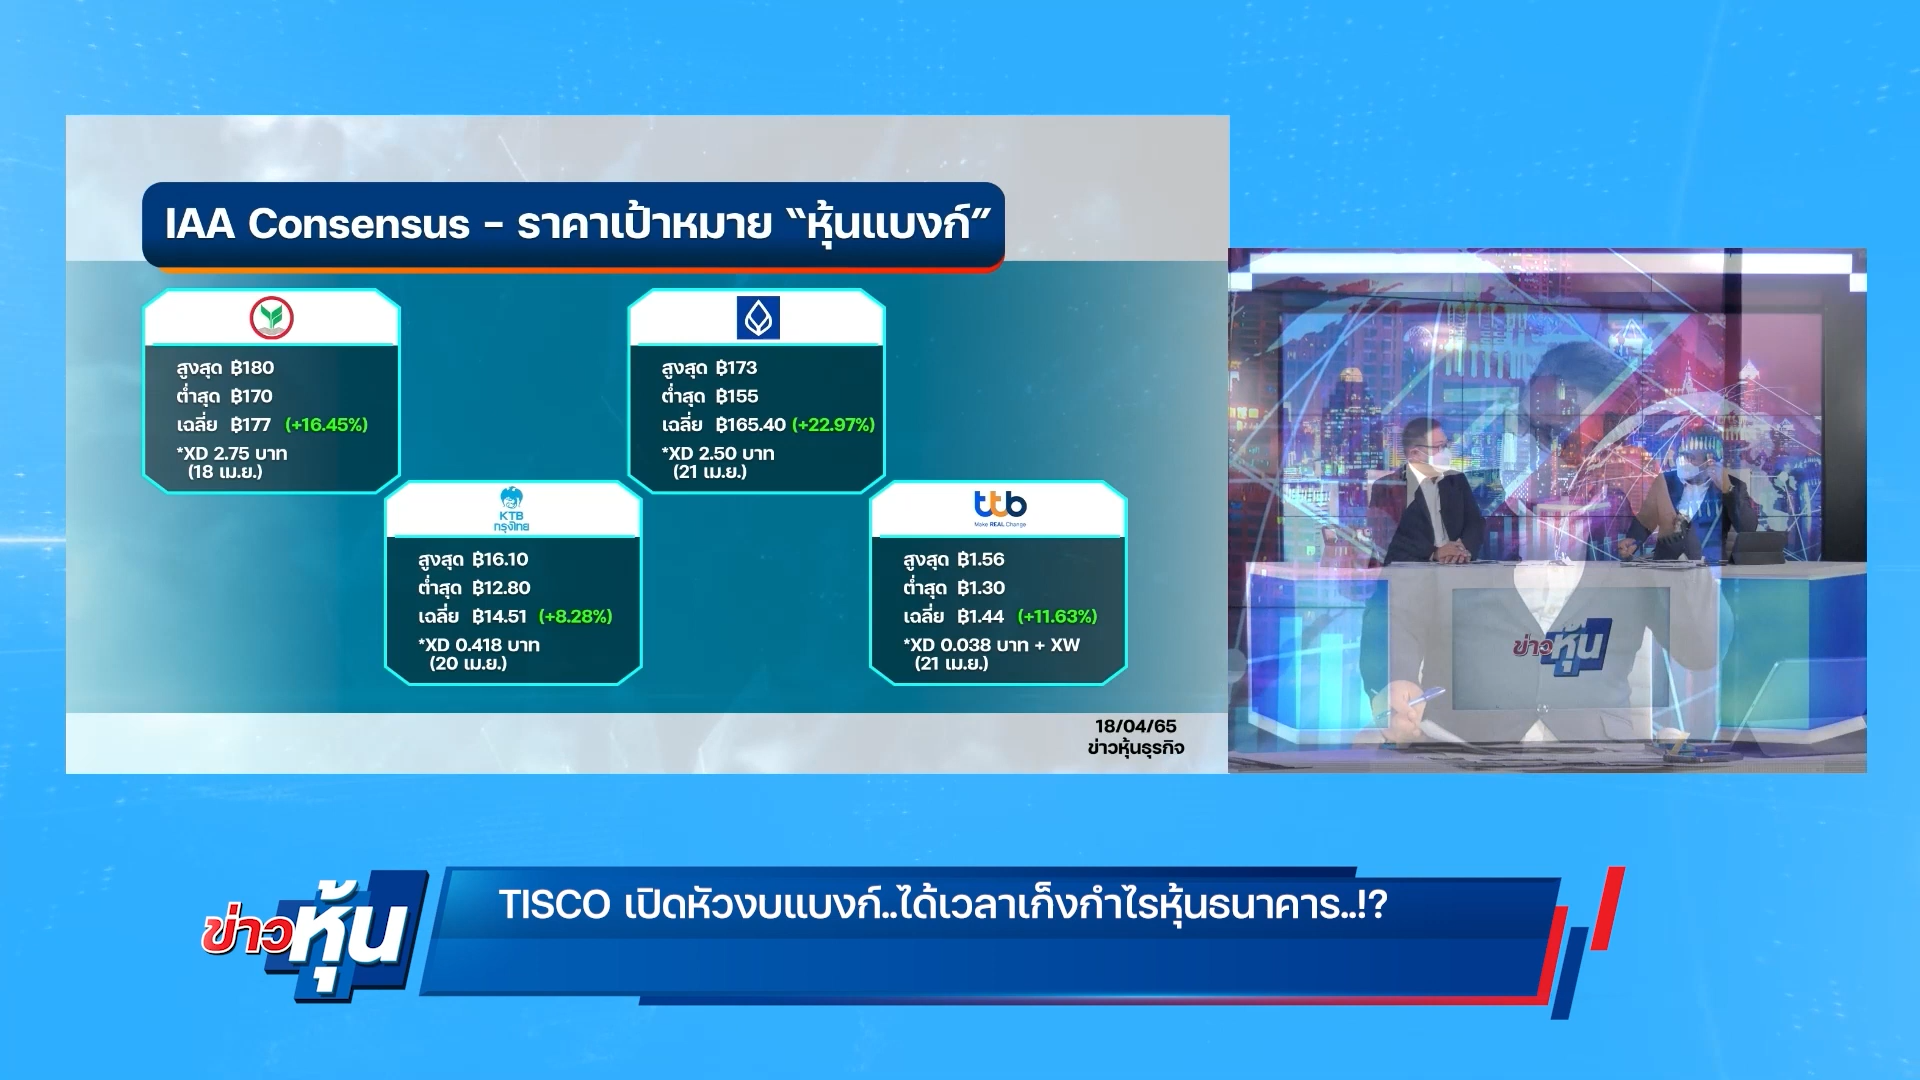 IAA Consensus - ราคาเป้าหมาย “หุ้นแบงก์”
สูงสุด ฿180
ต่ำสุด ฿170
เฉลี่ย ฿177 (+16.45%)
*XD 2.75 บาท
(18 เม.ย.)
สูงสุด ฿173
ต่ำสุด ฿155
เฉลี่ย ฿165.40 (+22.97%)
*XD 2.50 บาท
(21 เม.ย.)
KTB
กรุงไทย
สูงสุด ฿16.10
ต่ำสุด ฿12.80
เฉลี่ย ฿14.51 (+8.28%)
*XD 0.418 บาท
(20 เม.ย.)
ttb
Make REAL Change
สูงสุด ฿1.56
ต่ำสุด ฿1.30
เฉลี่ย ฿1.44 (+11.63%)
*XD 0.038 บาท + XW
(21 เม.ย.)
18/04/65
ข่าวหุ้นธุรกิจ
ข่าวหุ้น
ข่าวหุ้น
TISCO เปิดหัวงบแบงก์..ได้เวลาเก็งกำไรหุ้นธนาคาร..!?